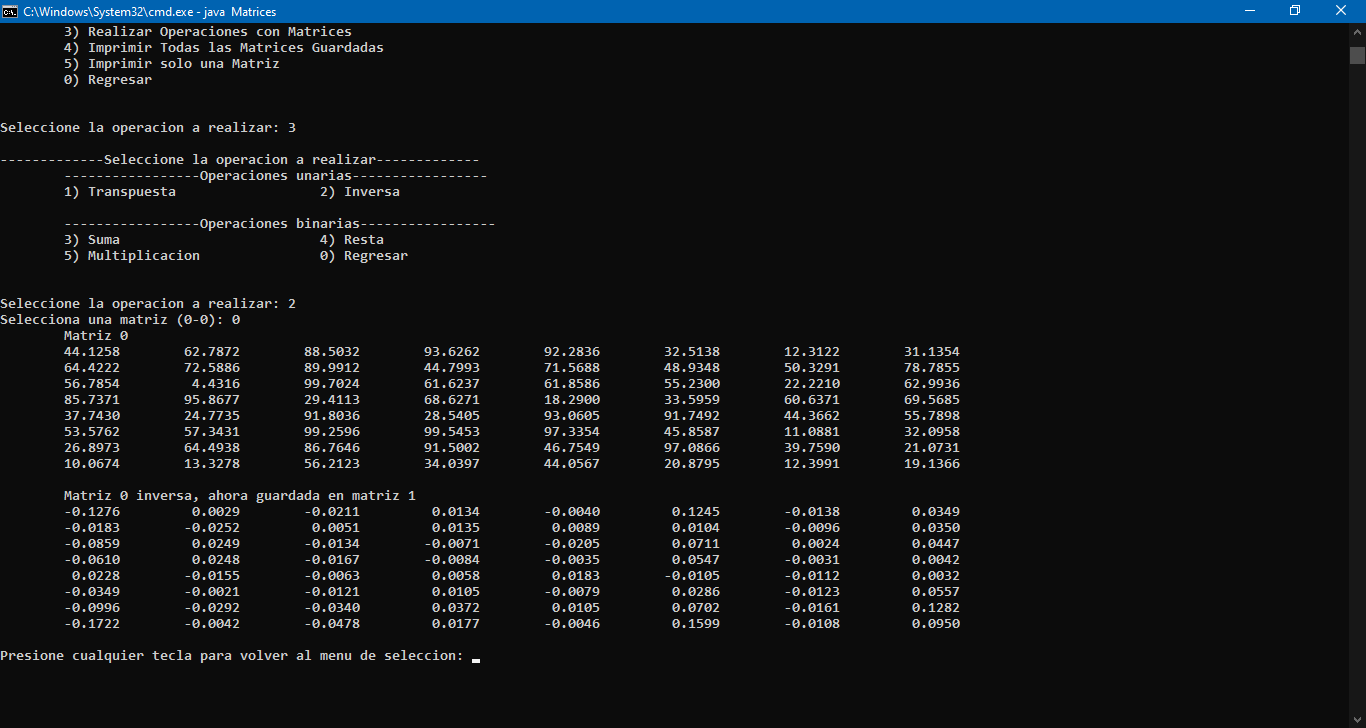 C:\Windows\System32\cmd.exe - java Matrices
3) Realizar Operaciones con Matrices
4) Imprimir Todas las Matrices Guardadas
5) Imprimir solo una Matriz
0) Regresar
Seleccione la operacion a realizar: 3
-------------Seleccione la operacion a realizar-------------
-----------------Operaciones unarias-----------------
1) Transpuesta 2) Inversa
-----------------Operaciones binarias-----------------
3) Suma 4) Resta
5) Multiplicacion 0) Regresar
Seleccione la operacion a realizar: 2
Selecciona una matriz (0-0): 0
Matriz 0
44.1258 62.7872 88.5032 93.6262 92.2836 32.5138 12.3122 31.1354
64.4222 72.5886 89.9912 44.7993 71.5688 48.9348 50.3291 78.7855
56.7854 4.4316 99.7024 61.6237 61.8586 55.2300 22.2210 62.9936
85.7371 95.8677 29.4113 68.6271 18.2900 33.5959 60.6371 69.5685
37.7430 24.7735 91.8036 28.5405 93.0605 91.7492 44.3662 55.7898
53.5762 57.3431 99.2596 99.5453 97.3354 45.8587 11.0881 32.0958
26.8973 64.4938 86.7646 91.5002 46.7549 97.0866 39.7590 21.0731
10.0674 13.3278 56.2123 34.0397 44.0567 20.8795 12.3991 19.1366
Matriz 0 inversa, ahora guardada en matriz 1
-0.1276 0.0029 -0.0211 0.0134 -0.0040 0.1245 -0.0138 0.0349
-0.0183 -0.0252 0.0051 0.0135 0.0089 0.0104 -0.0096 0.0350
-0.0859 0.0249 -0.0134 -0.0071 -0.0205 0.0711 0.0024 0.0447
-0.0610 0.0248 -0.0167 -0.0084 -0.0035 0.0547 -0.0031 0.0042
0.0228 -0.0155 -0.0063 0.0058 0.0183 -0.0105 -0.0112 0.0032
-0.0349 -0.0021 -0.0121 0.0105 -0.0079 0.0286 -0.0123 0.0557
-0.0996 -0.0292 -0.0340 0.0372 0.0105 0.0702 -0.0161 0.1282
-0.1722 -0.0042 -0.0478 0.0177 -0.0046 0.1599 -0.0108 0.0950
Presione cualquier tecla para volver al menu de seleccion: